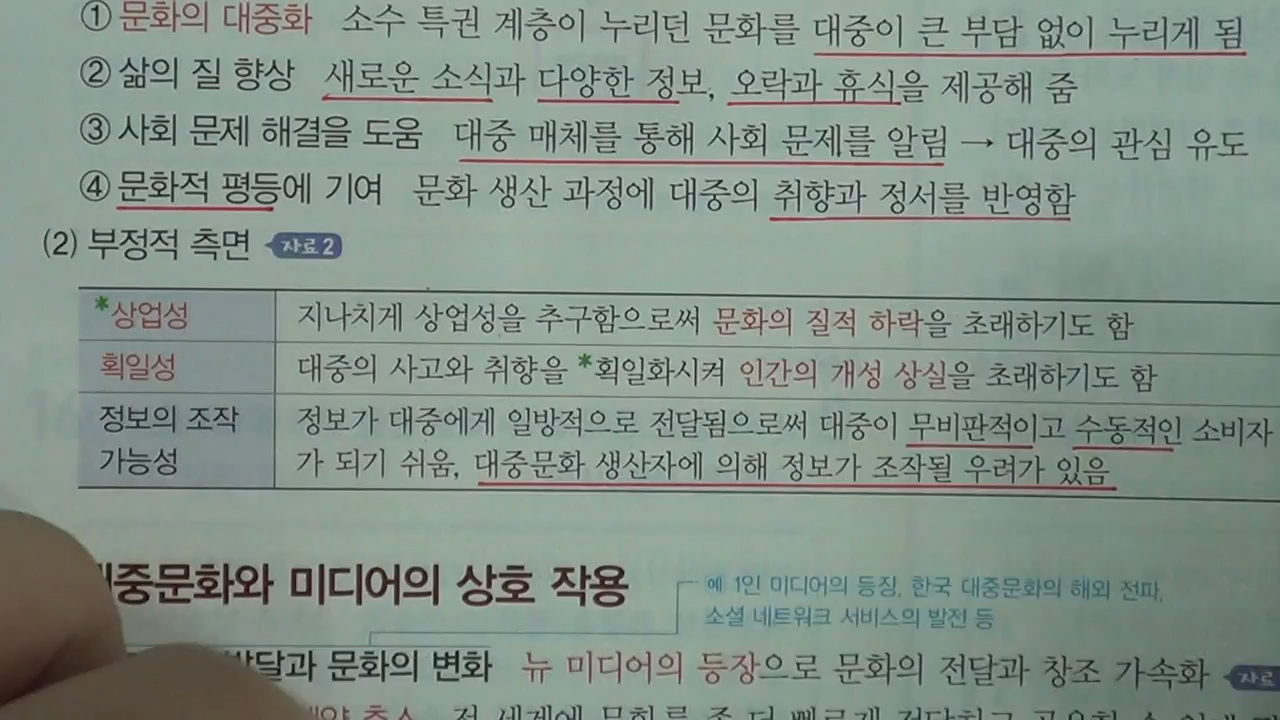 ① 문화의 대중화 소수 특권 계층이 누리던 문화를 대중이 큰 부담 없이 누리게 됨
② 삶의 질 향상 새로운 소식과 다양한 정보, 오락과 휴식을 제공해 줌
③ 사회 문제 해결을 도움 대중 매체를 통해 사회 문제를 알림 → 대중의 관심 유도
④ 문화적 평등에 기여 문화 생산 과정에 대중의 취향과 정서를 반영함
(2) 부정적 측면 자료 2
*상업성 지나치게 상업성을 추구함으로써 문화의 질적 하락을 초래하기도 함
획일성 대중의 사고와 취향을 *획일화시켜 인간의 개성 상실을 초래하기도 함
정보의 조작 정보가 대중에게 일방적으로 전달됨으로써 대중이 무비판적이고 수동적인 소비자
가능성 가 되기 쉬움, 대중문화 생산자에 의해 정보가 조작될 우려가 있음
중문화와 미디어의 상호 작용
예 1인 미디어의 등장, 한국 대중문화의 해외 전파,
소셜 네트워크 서비스의 발전 등
발달과 문화의 변화 뉴 미디어의 등장으로 문화의 전달과 창조 가속화 자료
전 세계에 문화를 좀 더 빠르게 전달하고